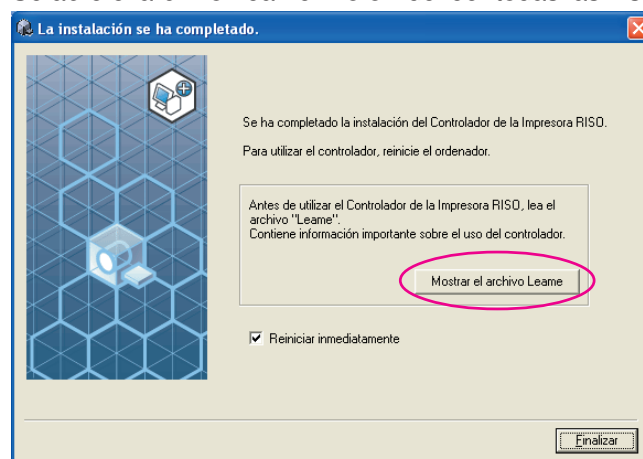 La instalación se ha completado.
Se ha completado la instalación del Controlador de la Impresora RISO.
Para utilizar el controlador, reinicie el ordenador.
Antes de utilizar el Controlador de la Impresora RISO, lea el
archivo "Leame".
Contiene información importante sobre el uso del controlador.
Mostrar el archivo Leame
Reiniciar inmediatamente
Finalizar